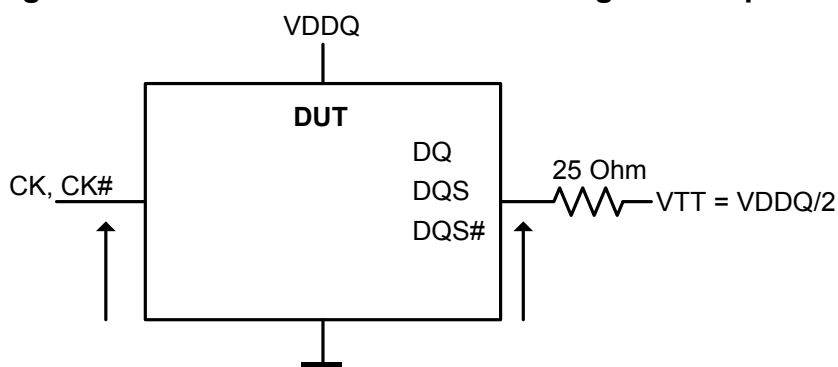 VDDQ
DUT
DQ
25 Ohm
CK, CK#
DQS
VTT = VDDQ/2
DQS#